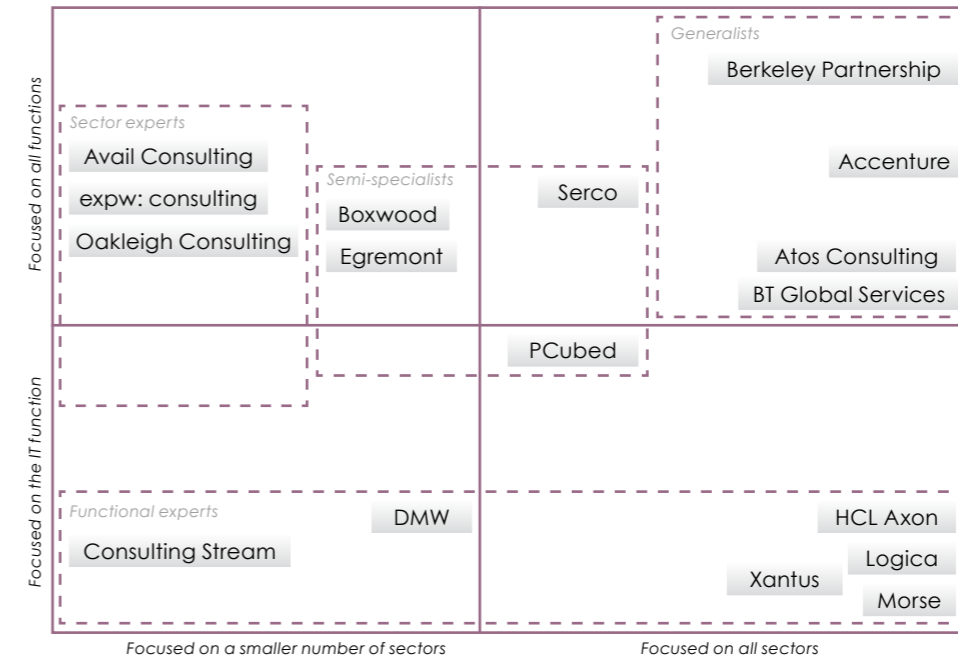 Generalists
Berkeley Partnership
Focused on all functions
Sector experts
Avail Consulting
Accenture
Semi-specialists
Serco
expw: consulting
Boxwood
Oakleigh Consulting
Egremont
Atos Consulting
BT Global Services
PCubed
Focused on the IT function
Functional experts
DMW
HCL Axon
Consulting Stream
Logica
Xantus
Morse
Focused on a smaller number of sectors
Focused on all sectors